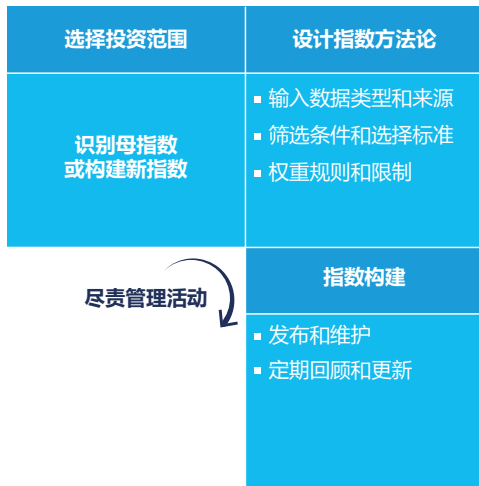 选择投资范围
设计指数方法论
识别母指数
或构建新指数
输入数据类型和来源
筛选条件和选择标准
权重规则和限制
尽责管理活动
指数构建
发布和维护
定期回顾和更新